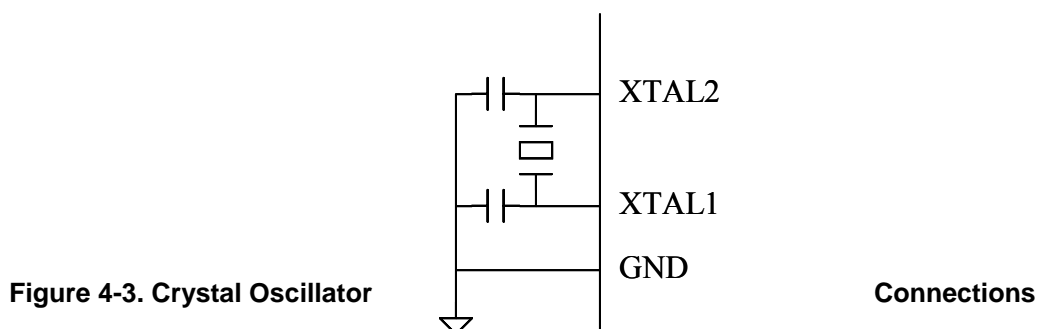 XTAL2
XTAL1
GND
Figure 4-3. Crystal Oscillator Connections